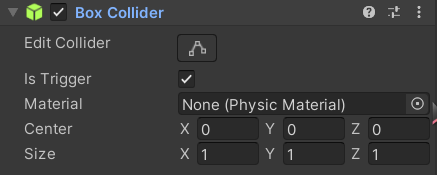 Box Collider
Edit Collider
Is Trigger
Material None (Physic Material)
Center X 0 Y 0 Z 0
Size X 1 Y 1 Z 1